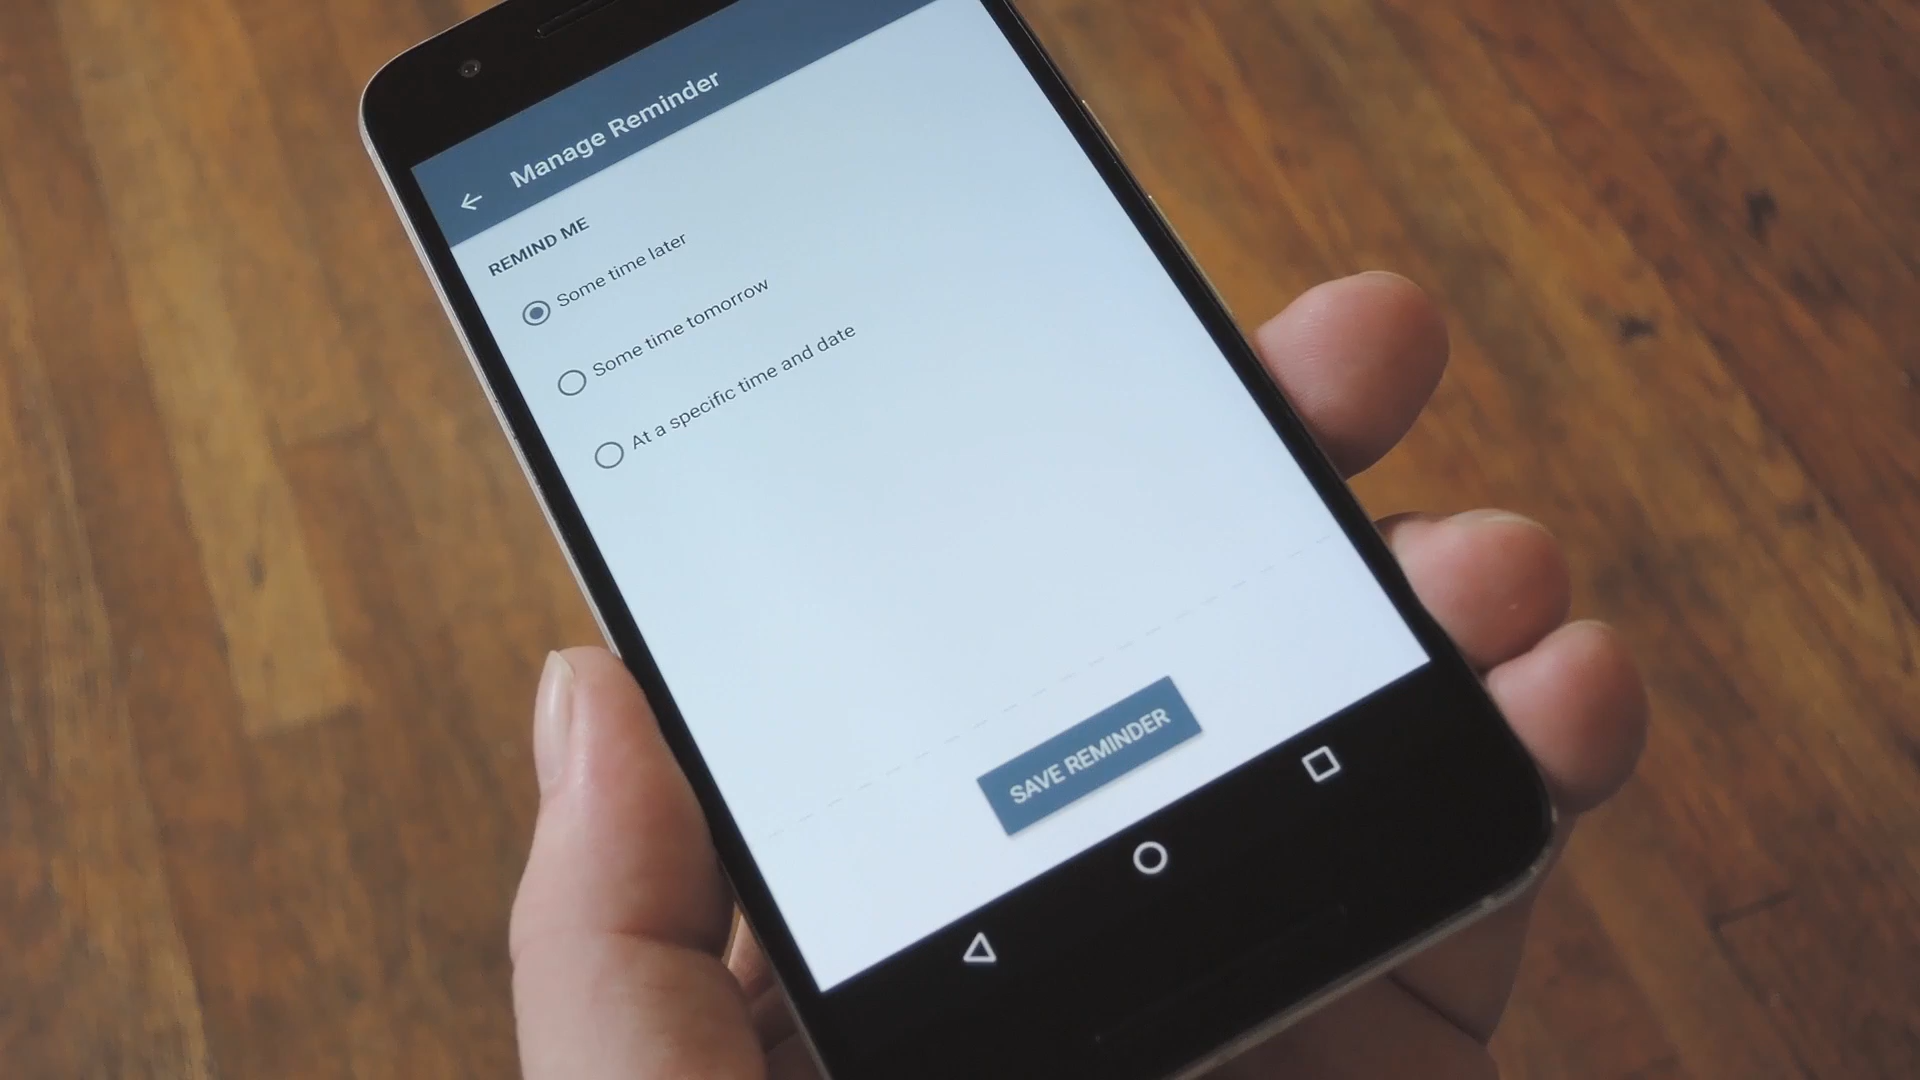 Manage Reminder
REMIND ME
Some time later
Some time tomorrow
At a specific time and date
SAVE REMINDER